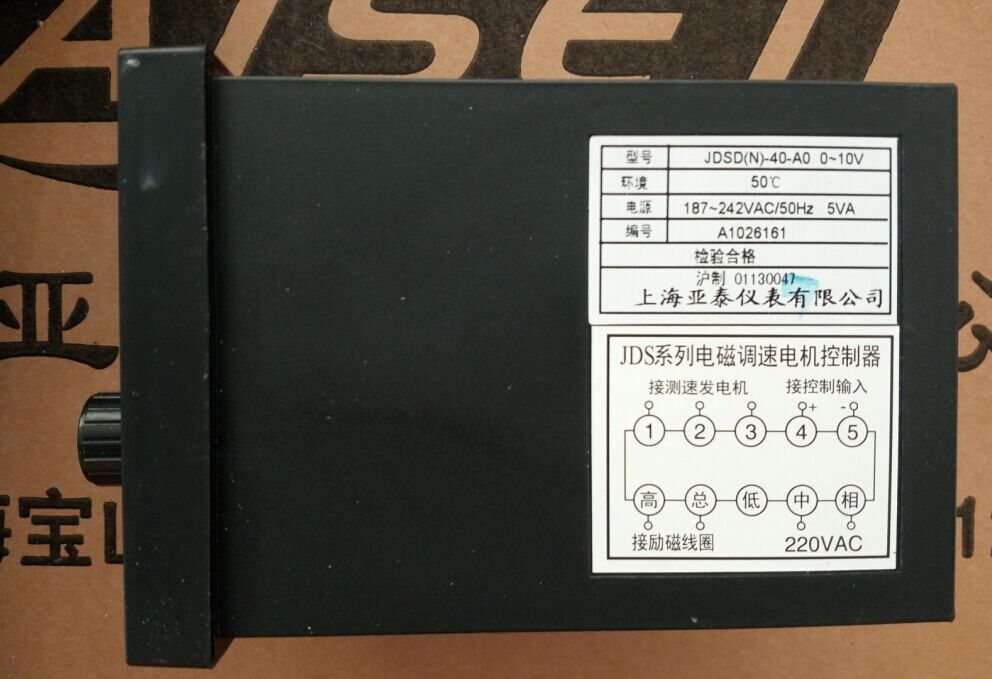 AISET
亚
海宝山
型号 JDSD(N)-40-A0 0~10V
环境 50℃
电源 187~242VAC/50Hz 5VA
编号 A1026161
检验合格
沪制 01130047
上海亚泰仪表有限公司
JDS系列电磁调速电机控制器
接测速发电机 接控制输入
+ -
1 2 3 4 5
高 总 低 中 相
接励磁线圈 220VAC